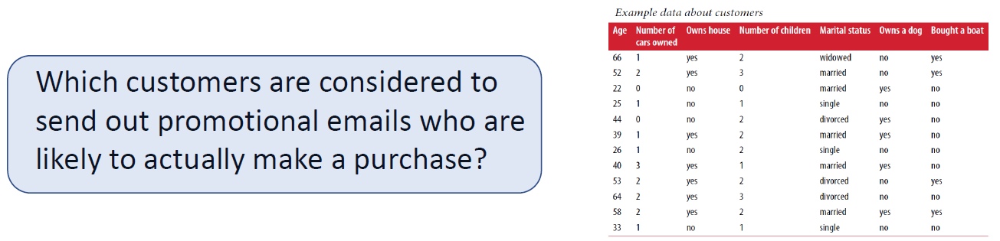 Which customers are considered to
send out promotional emails who are
likely to actually make a purchase?
Example data about customers
Age Number of cars owned Owns house Number of children Marital status Owns a dog Bought a boat
66 1 yes 2 widowed no yes
52 2 yes 3 married no yes
22 0 no 0 married yes no
25 1 no 1 single no no
44 0 no 2 divorced yes no
39 1 yes 2 married yes no
26 1 no 2 single no no
40 3 yes 1 married yes no
53 2 yes 2 divorced no yes
64 2 yes 3 divorced no no
58 2 yes 2 married yes yes
33 1 no 1 single no no